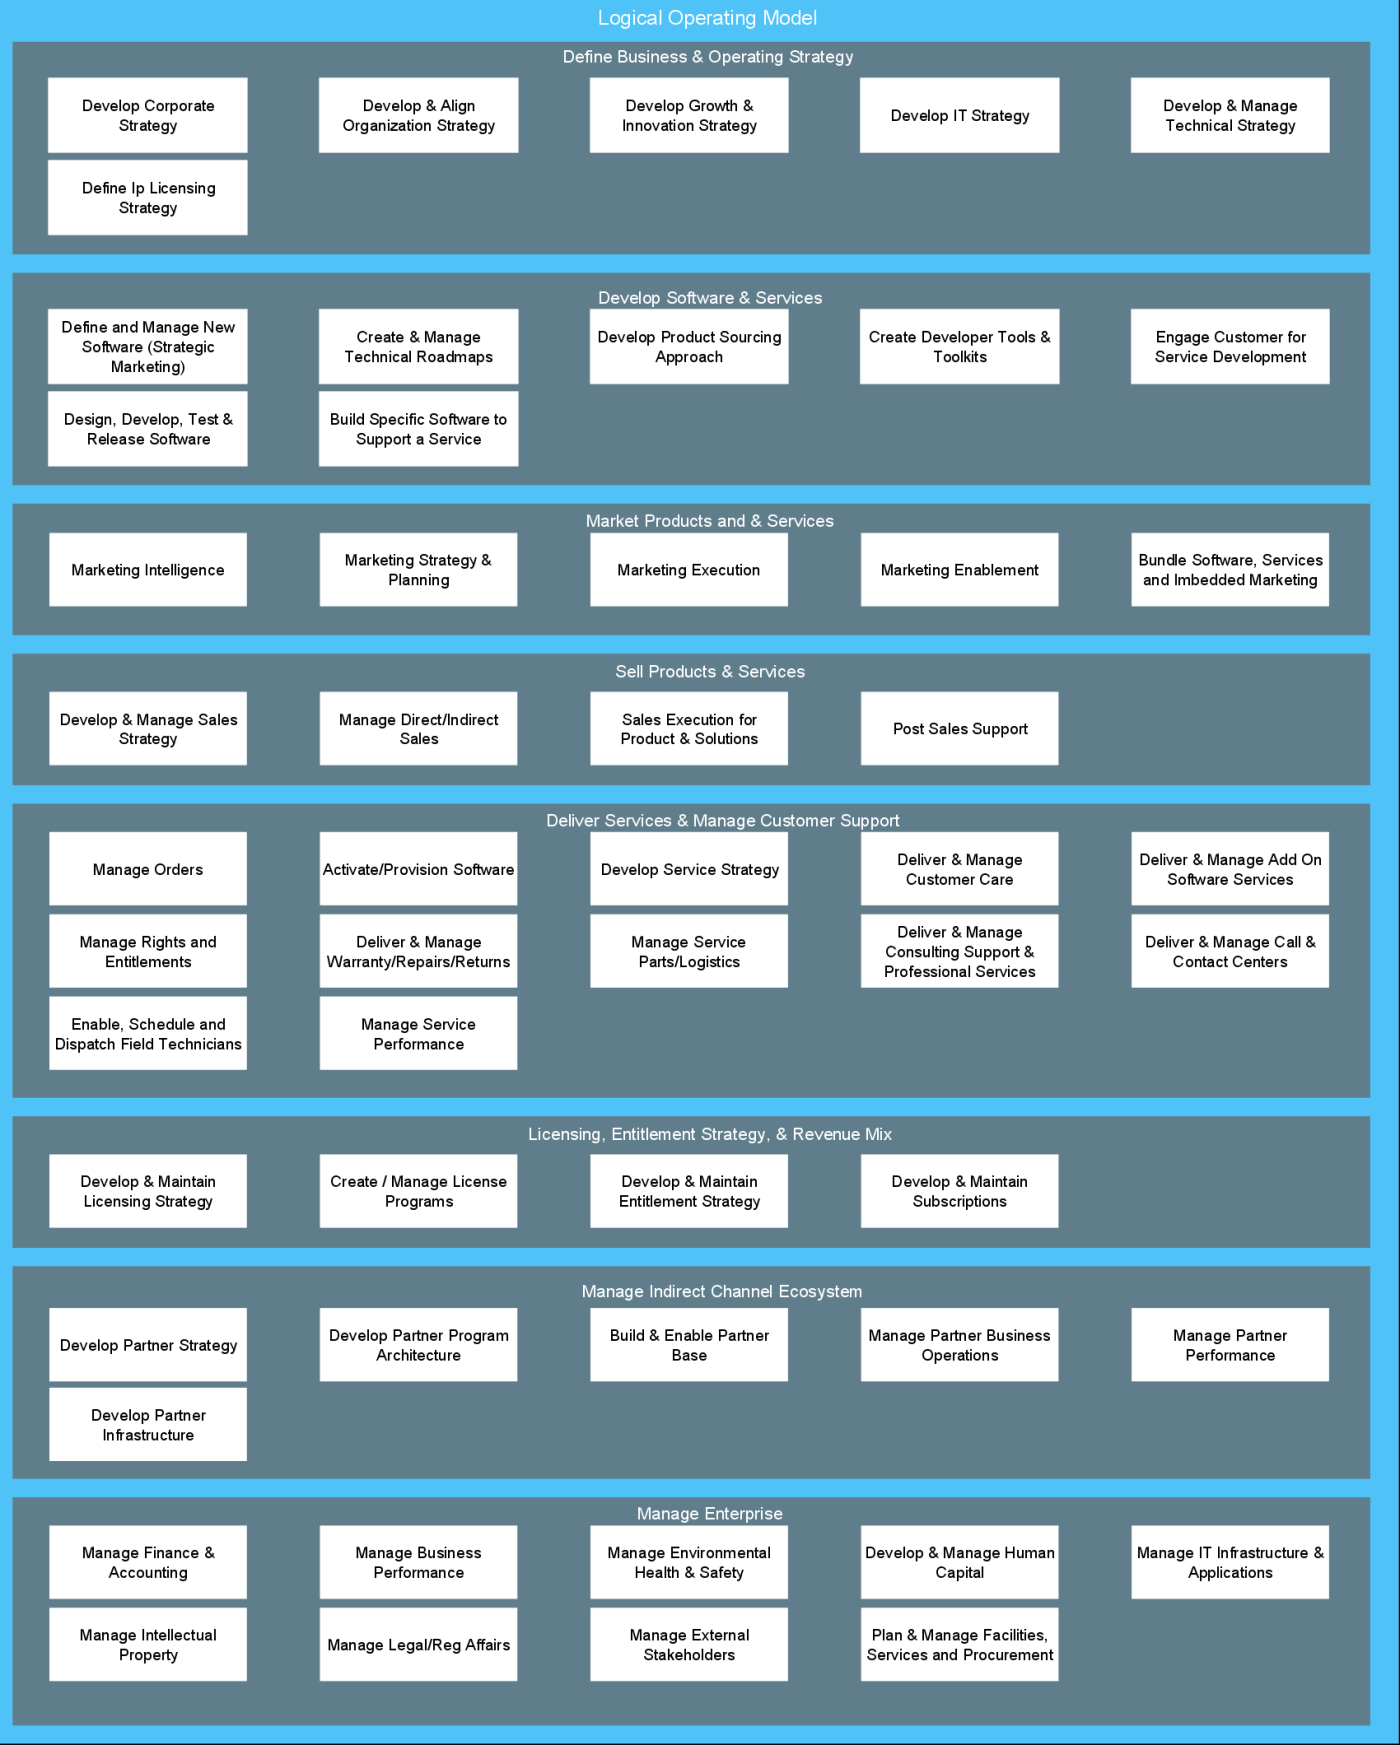 Logical Operating Model
Define Business & Operating Strategy
Develop Corporate
Strategy
Develop & Align
Organization Strategy
Develop Growth &
Innovation Strategy
Develop IT Strategy
Develop & Manage
Technical Strategy
Define Ip Licensing
Strategy
Develop Software & Services
Define and Manage New
Software (Strategic
Marketing)
Create & Manage
Technical Roadmaps
Develop Product Sourcing
Approach
Create Developer Tools &
Toolkits
Engage Customer for
Service Development
Design, Develop, Test &
Release Software
Build Specific Software to
Support a Service
Market Products and & Services
Marketing Intelligence
Marketing Strategy &
Planning
Marketing Execution
Marketing Enablement
Bundle Software, Services
and Imbedded Marketing
Sell Products & Services
Develop & Manage Sales
Strategy
Manage Direct/Indirect
Sales
Sales Execution for
Product & Solutions
Post Sales Support
Deliver Services & Manage Customer Support
Manage Orders
Activate/Provision Software
Develop Service Strategy
Deliver & Manage
Customer Care
Deliver & Manage Add On
Software Services
Manage Rights and
Entitlements
Deliver & Manage
Warranty/Repairs/Returns
Manage Service
Parts/Logistics
Deliver & Manage
Consulting Support &
Professional Services
Deliver & Manage Call &
Contact Centers
Enable, Schedule and
Dispatch Field Technicians
Manage Service
Performance
Licensing, Entitlement Strategy, & Revenue Mix
Develop & Maintain
Licensing Strategy
Create / Manage License
Programs
Develop & Maintain
Entitlement Strategy
Develop & Maintain
Subscriptions
Manage Indirect Channel Ecosystem
Develop Partner Strategy
Develop Partner Program
Architecture
Build & Enable Partner
Base
Manage Partner Business
Operations
Manage Partner
Performance
Develop Partner
Infrastructure
Manage Enterprise
Manage Finance &
Accounting
Manage Business
Performance
Manage Environmental
Health & Safety
Develop & Manage Human
Capital
Manage IT Infrastructure &
Applications
Manage Intellectual
Property
Manage Legal/Reg Affairs
Manage External
Stakeholders
Plan & Manage Facilities,
Services and Procurement